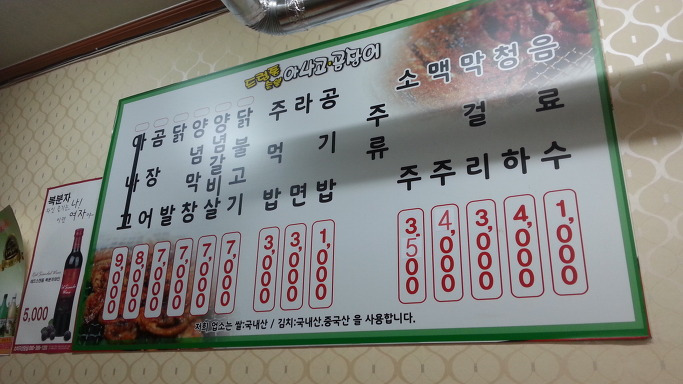 아나고·곰장어
아나고 9,000
곰장어 8,000
닭발 7,000
양념막창 7,000
양념갈비살 7,000
닭불고기 7,000
주먹밥 3,000
라면 3,000
공기밥 1,000
주류
소주 3,500
맥주 4,000
막걸리 3,000
청하 4,000
음료수 1,000
저희 업소는 쌀:국내산 / 김치:국내산,중국산 을 사용합니다.
복분자
나!
여자
5,000